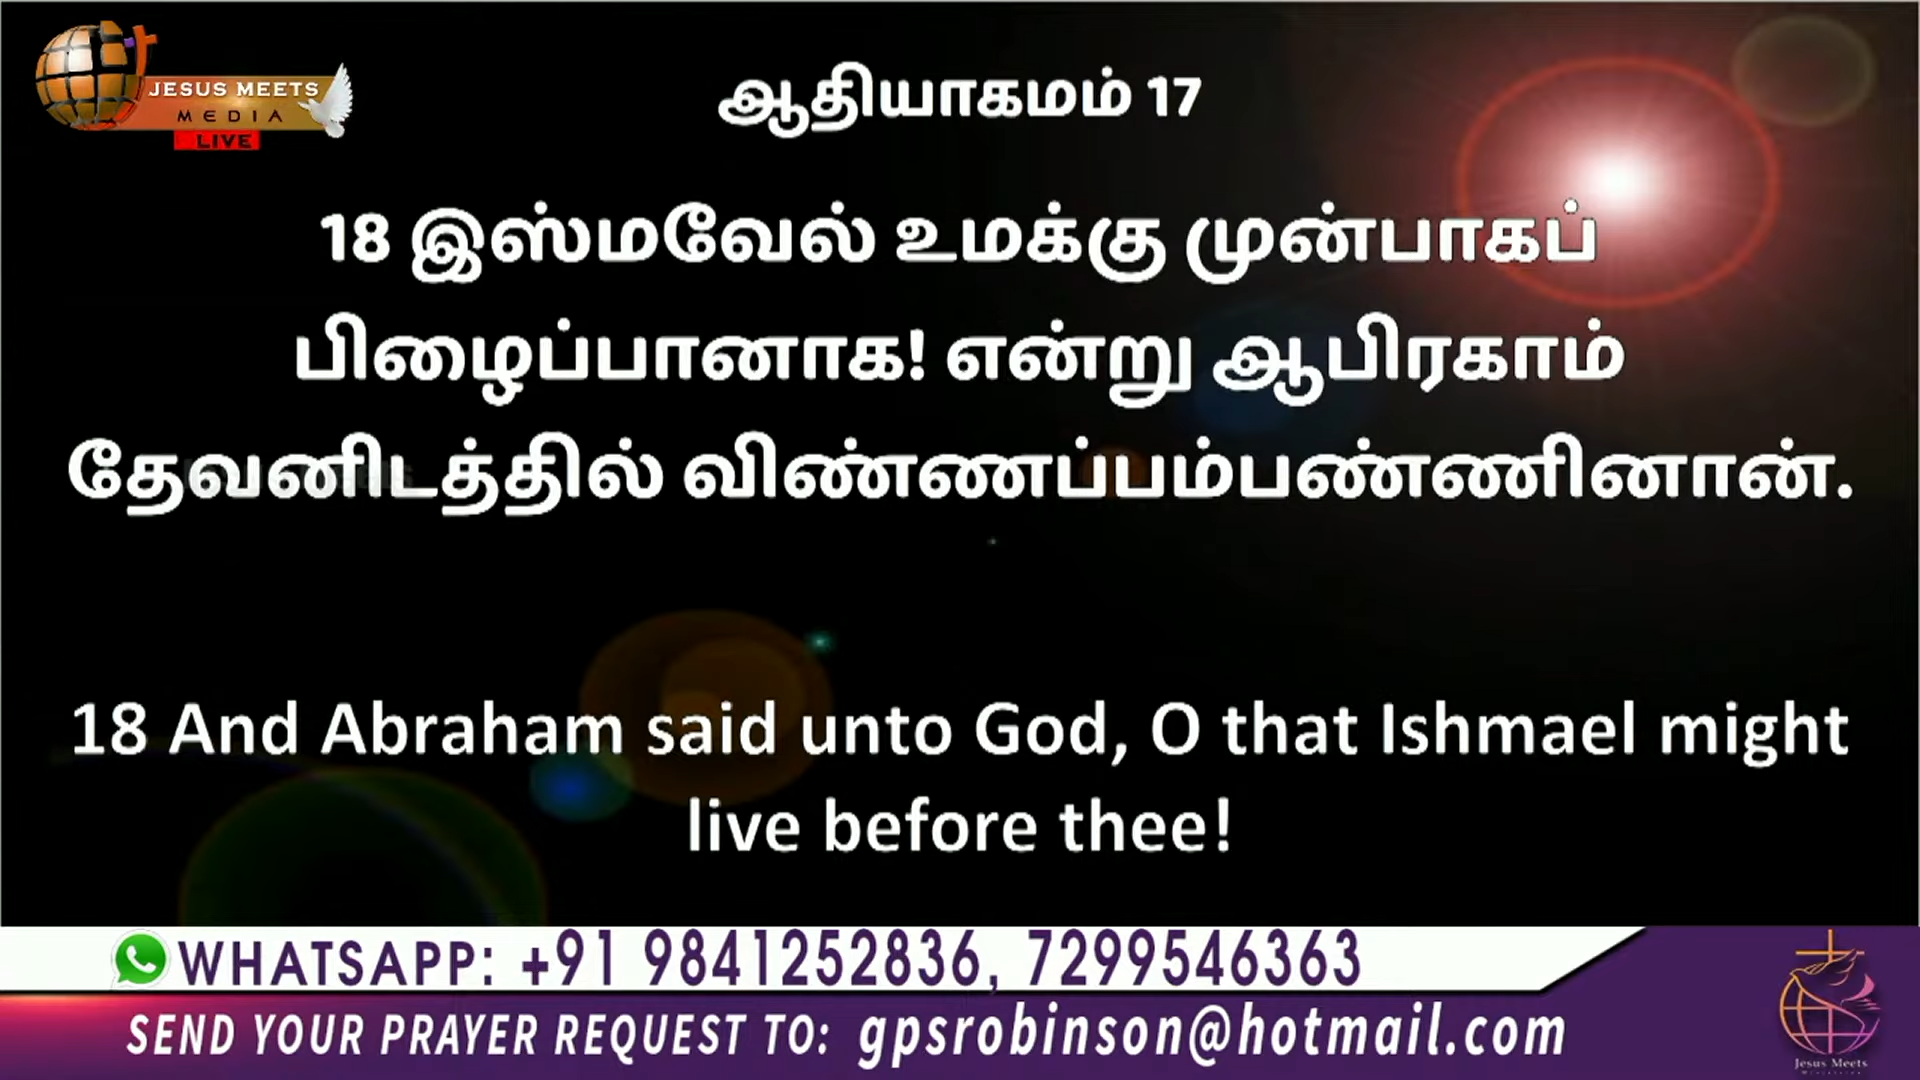 JESUS MEETS
MEDIA
LIVE
ஆதியாகமம் 17
18 இஸ்மவேல் உமக்கு முன்பாகப்
பிழைப்பானாக! என்று ஆபிரகாம்
தேவனிடத்தில் விண்ணப்பம்பண்ணினான்.
18 And Abraham said unto God, O that Ishmael might
live before thee!
WHATSAPP: +91 9841252836, 7299546363
SEND YOUR PRAYER REQUEST TO: gpsrobinson@hotmail.com
Jesus Meets